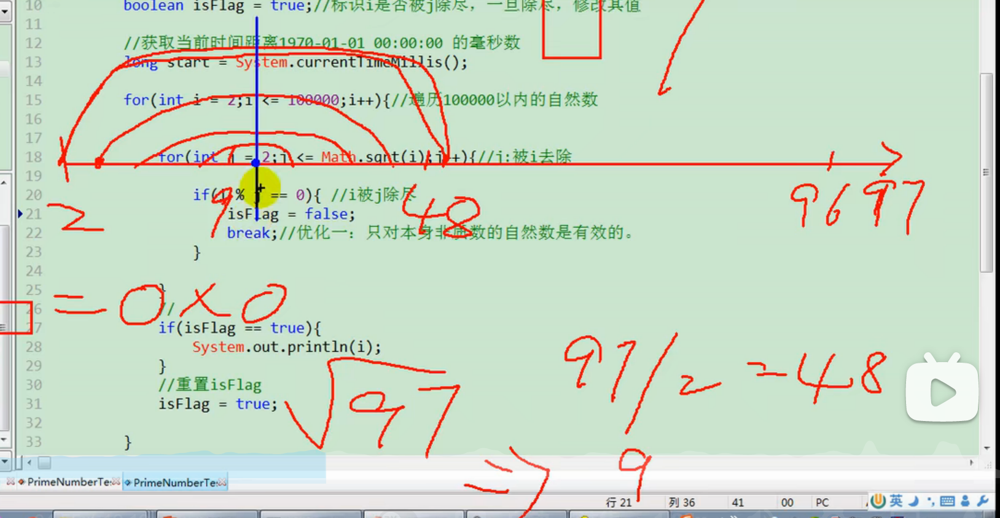 10 boolean isFlag = true;//标识i是否被j除尽，一旦除尽，修改其值
11
12 //获取当前时间距离1970-01-01 00:00:00 的毫秒数
13 long start = System.currentTimeMillis();
14
15 for(int i = 2;i <= 100000;i++){//遍历100000以内的自然数
16
17
18 for(int j = 2;j <= Math.sqrt(i);j++){//j:被i去除
19
20 if(i % j == 0){ //i被j除尽
21 isFlag = false;
22 break;//优化一：只对本身非质数的自然数是有效的。
23 }
24
25 }
26 //
27 if(isFlag == true){
28 System.out.println(i);
29 }
30 //重置isFlag
31 isFlag = true;
32
33 }
2 9 48 96 97
= 0 × 0
√97 => 9
97/2 = 48
PrimeNumberTe: PrimeNumberTe:
行 21 列 36 41 00 PC 英